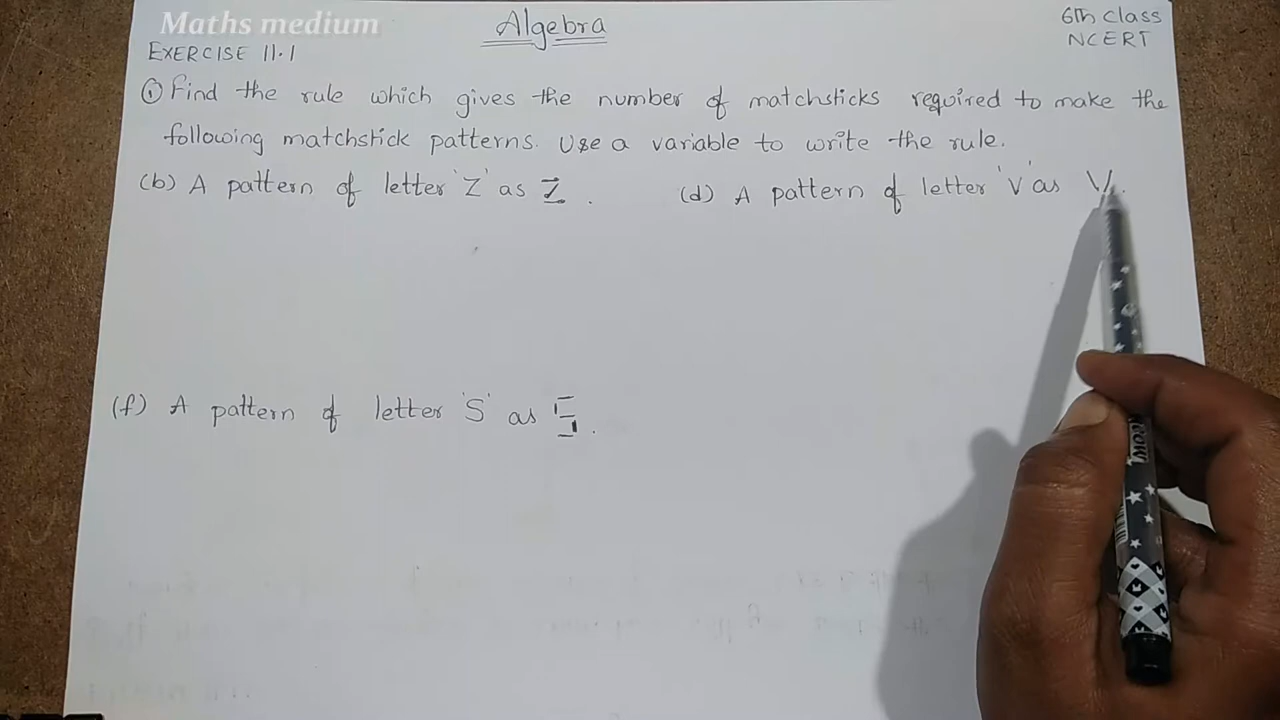 Maths medium
Algebra
6th class
NCERT
EXERCISE 11.1
① Find the rule which gives the number of matchsticks required to make the
following matchstick patterns. Use a variable to write the rule.
(b) A pattern of letter 'Z' as Z.
(d) A pattern of letter 'V' as V.
(f) A pattern of letter 'S' as S.